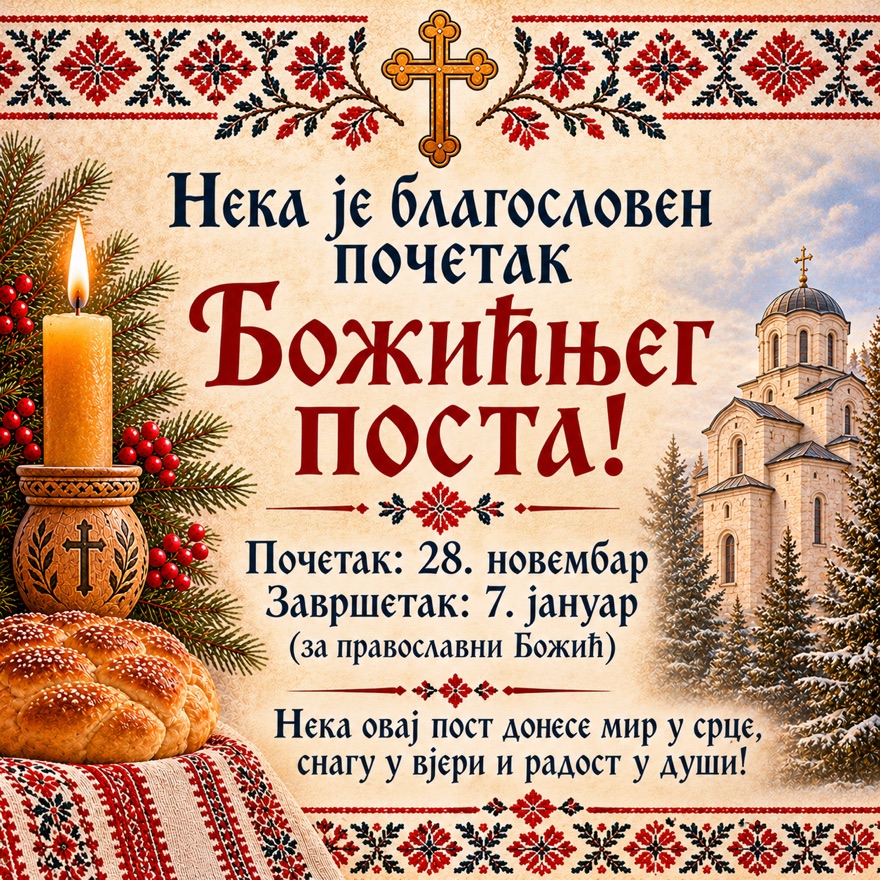 Нека је благословен
почетак
Божићњег
поста!
Почетак: 28. новембар
Завршетак: 7. јануар
(за православни Божић)
Нека овај пост донесе мир у срце,
снагу у вјери и радост у души!